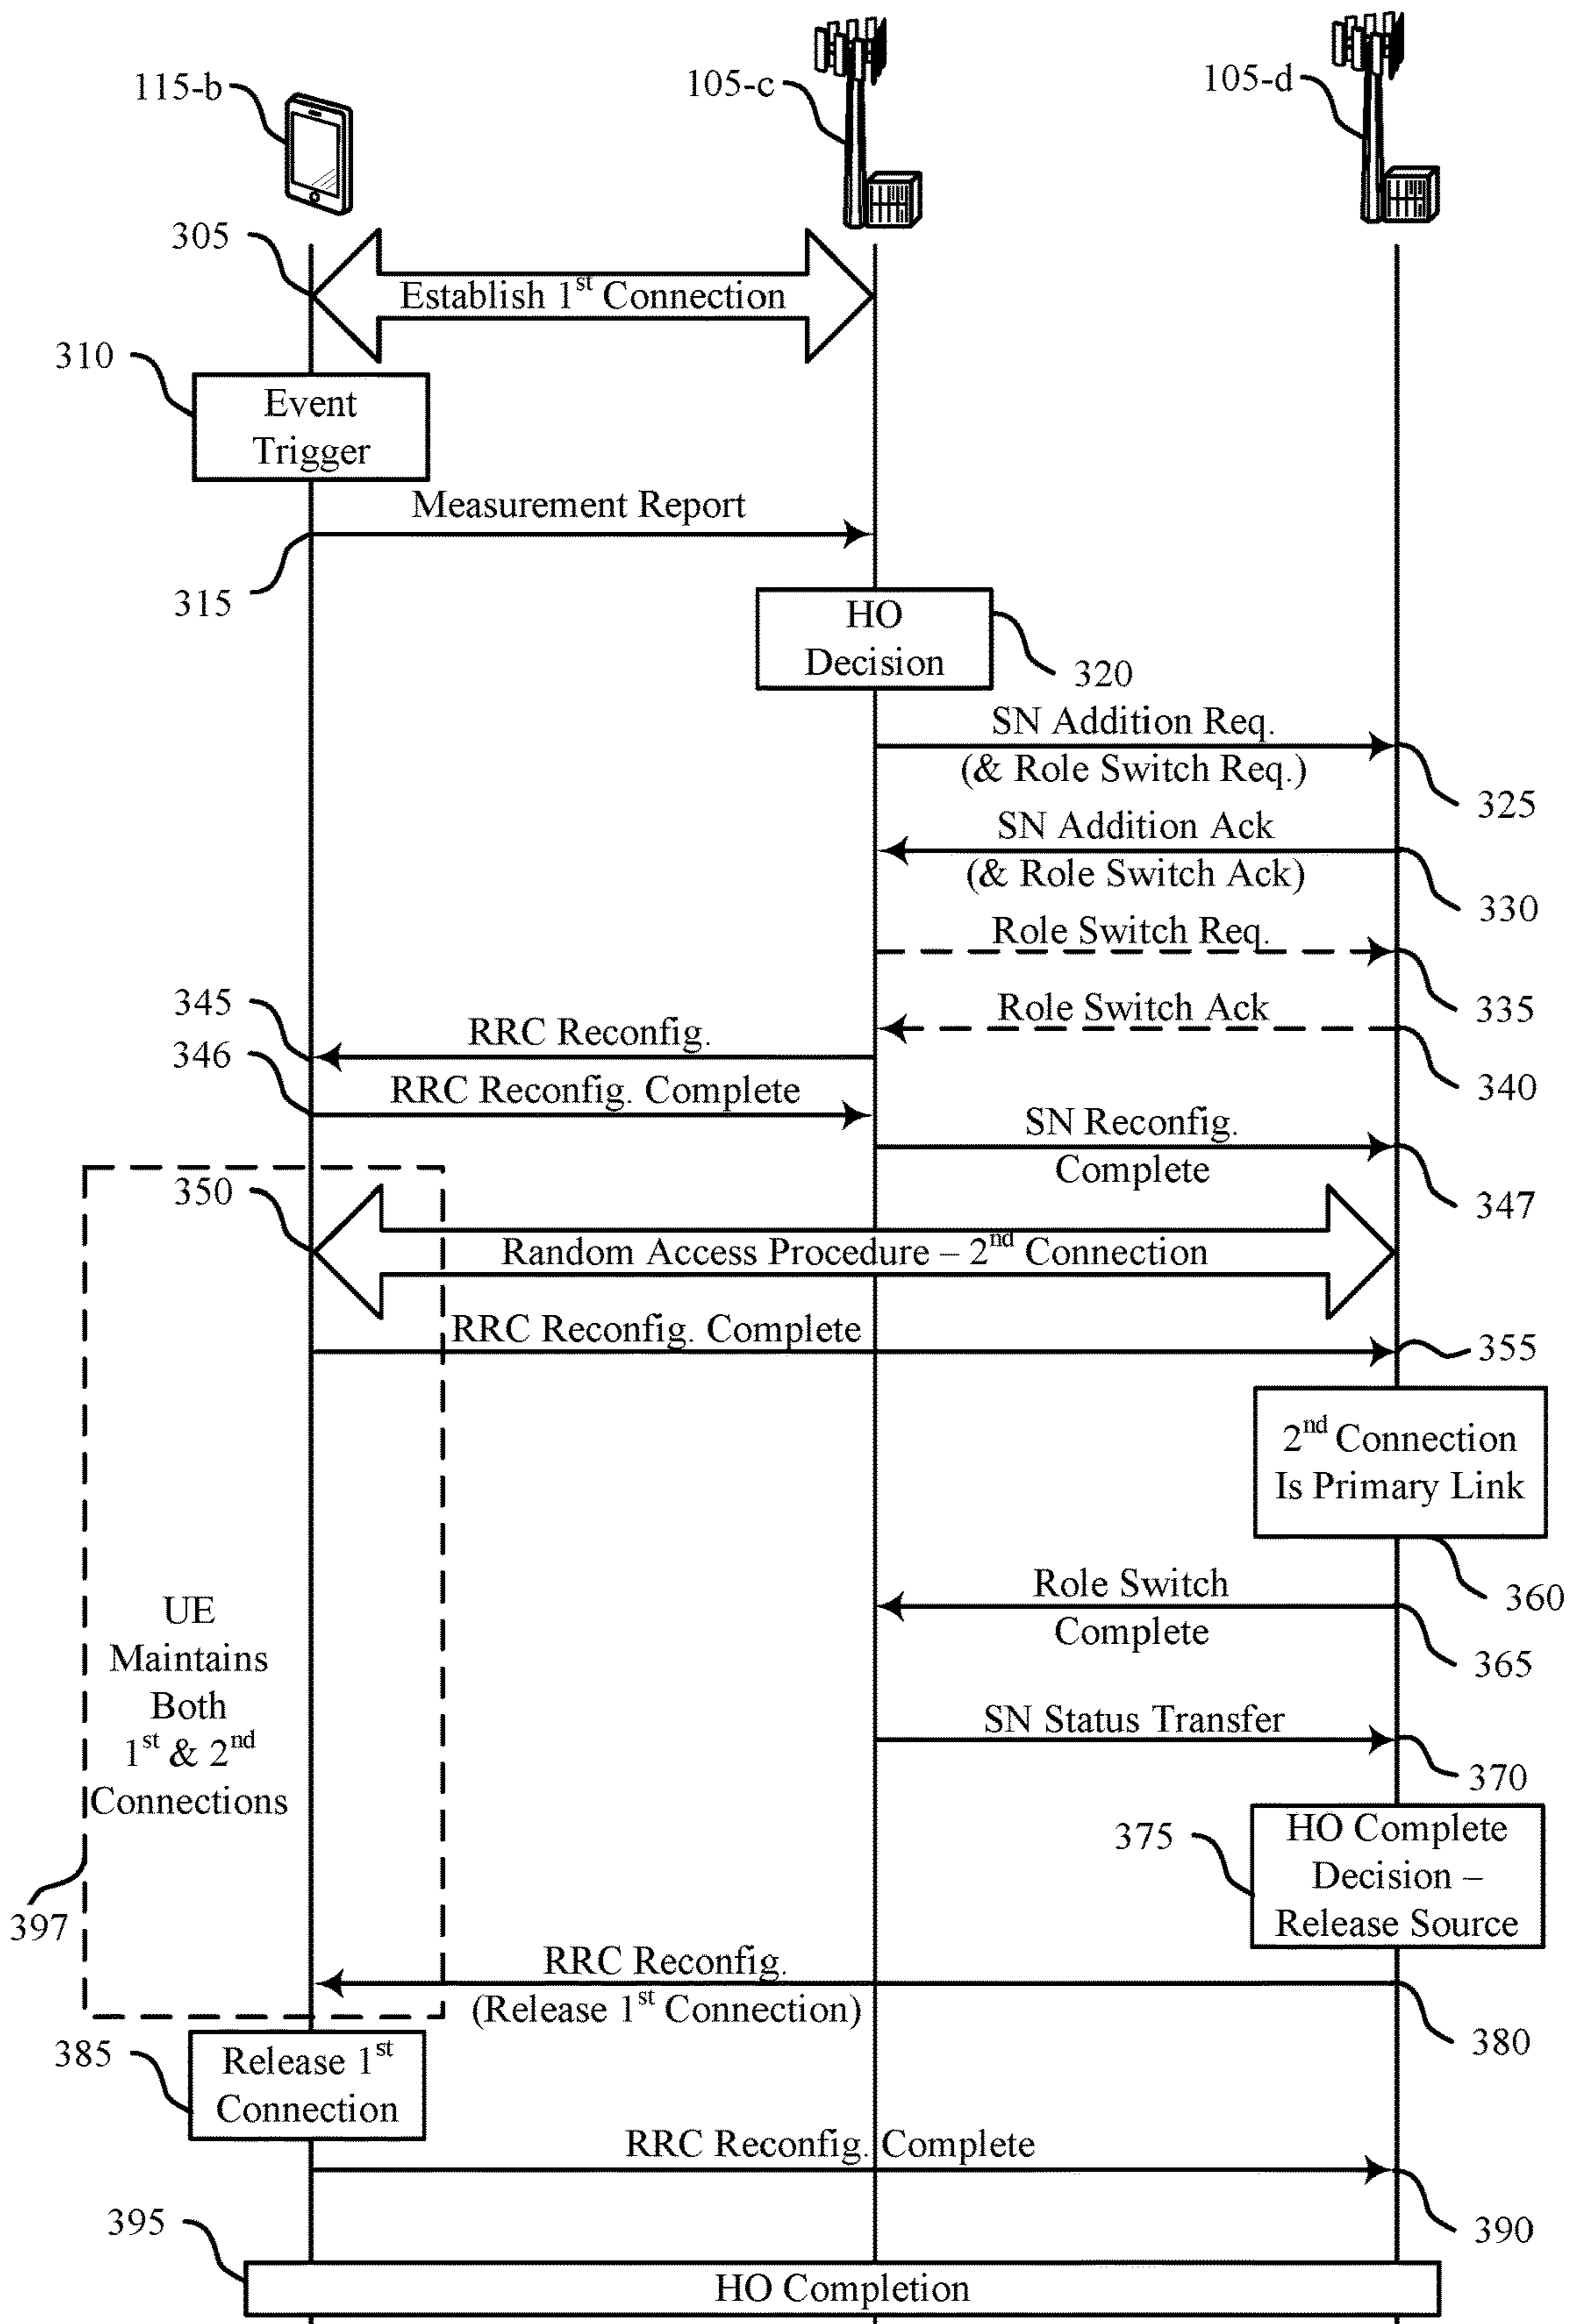 115-b
105-c
105-d
305
Establish 1st Connection
310
Event
Trigger
Measurement Report
315
HO
Decision
320
SN Addition Req.
(& Role Switch Req.)
325
SN Addition Ack
(& Role Switch Ack)
330
Role Switch Req.
335
Role Switch Ack
340
345
RRC Reconfig.
346
RRC Reconfig. Complete
SN Reconfig.
Complete
347
350
Random Access Procedure – 2nd Connection
RRC Reconfig. Complete
355
2nd Connection
Is Primary Link
360
Role Switch
Complete
365
UE
Maintains
Both
1st & 2nd
Connections
397
SN Status Transfer
370
375
HO Complete
Decision –
Release Source
RRC Reconfig.
(Release 1st Connection)
380
385
Release 1st
Connection
RRC Reconfig. Complete
390
395
HO Completion